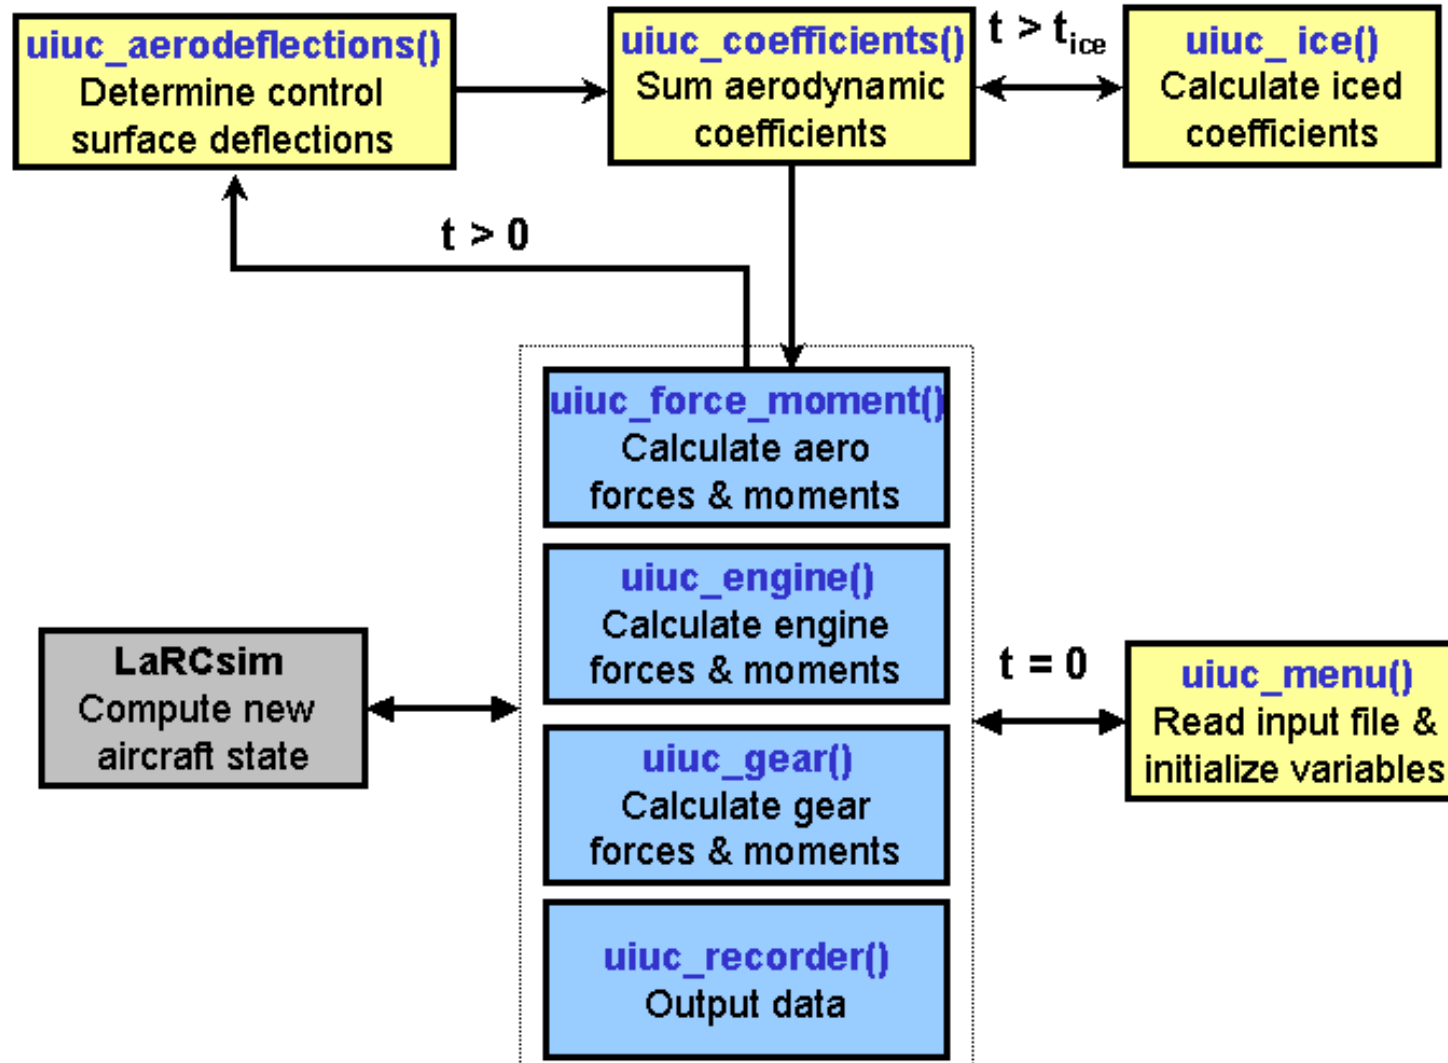 uiuc_aerodeflections()
Determine control
surface deflections
uiuc_coefficients()
Sum aerodynamic
coefficients
t > tice
uiuc_ice()
Calculate iced
coefficients
t > 0
uiuc_force_moment()
Calculate aero
forces & moments
uiuc_engine()
Calculate engine
forces & moments
LaRCsim
Compute new
aircraft state
t = 0
uiuc_menu()
Read input file &
initialize variables
uiuc_gear()
Calculate gear
forces & moments
uiuc_recorder()
Output data